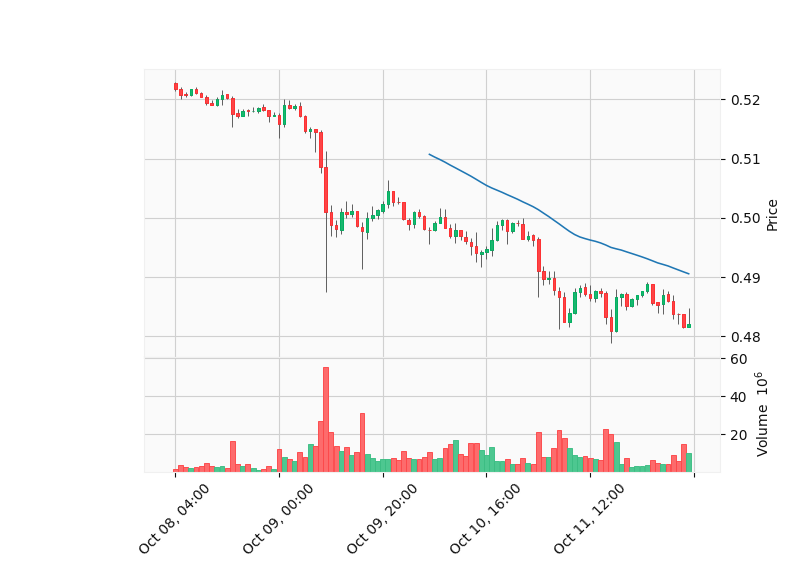 0.52
0.51
0.50
0.49
0.48
Price
60
40
20
Volume 10^6
Oct 08, 04:00
Oct 09, 00:00
Oct 09, 20:00
Oct 10, 16:00
Oct 11, 12:00